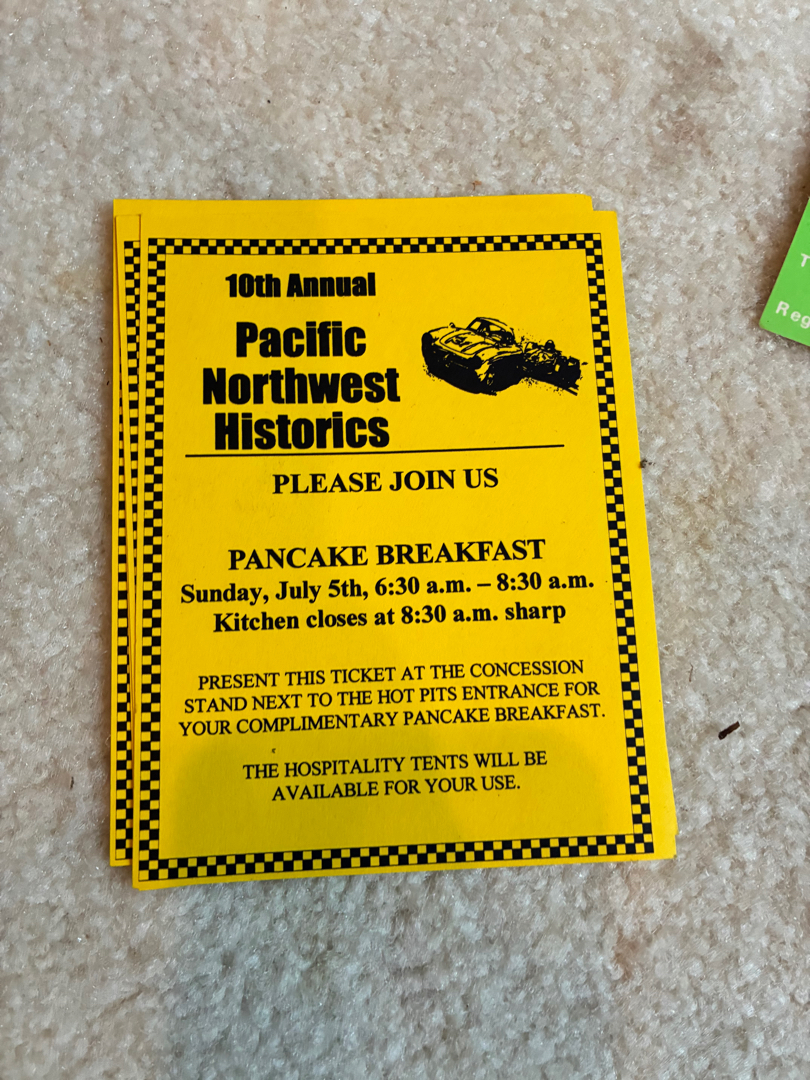 10th Annual
Pacific
Northwest
Historics
PLEASE JOIN US
PANCAKE BREAKFAST
Sunday, July 5th, 6:30 a.m. – 8:30 a.m.
Kitchen closes at 8:30 a.m. sharp
PRESENT THIS TICKET AT THE CONCESSION
STAND NEXT TO THE HOT PITS ENTRANCE FOR
YOUR COMPLIMENTARY PANCAKE BREAKFAST.
THE HOSPITALITY TENTS WILL BE
AVAILABLE FOR YOUR USE.